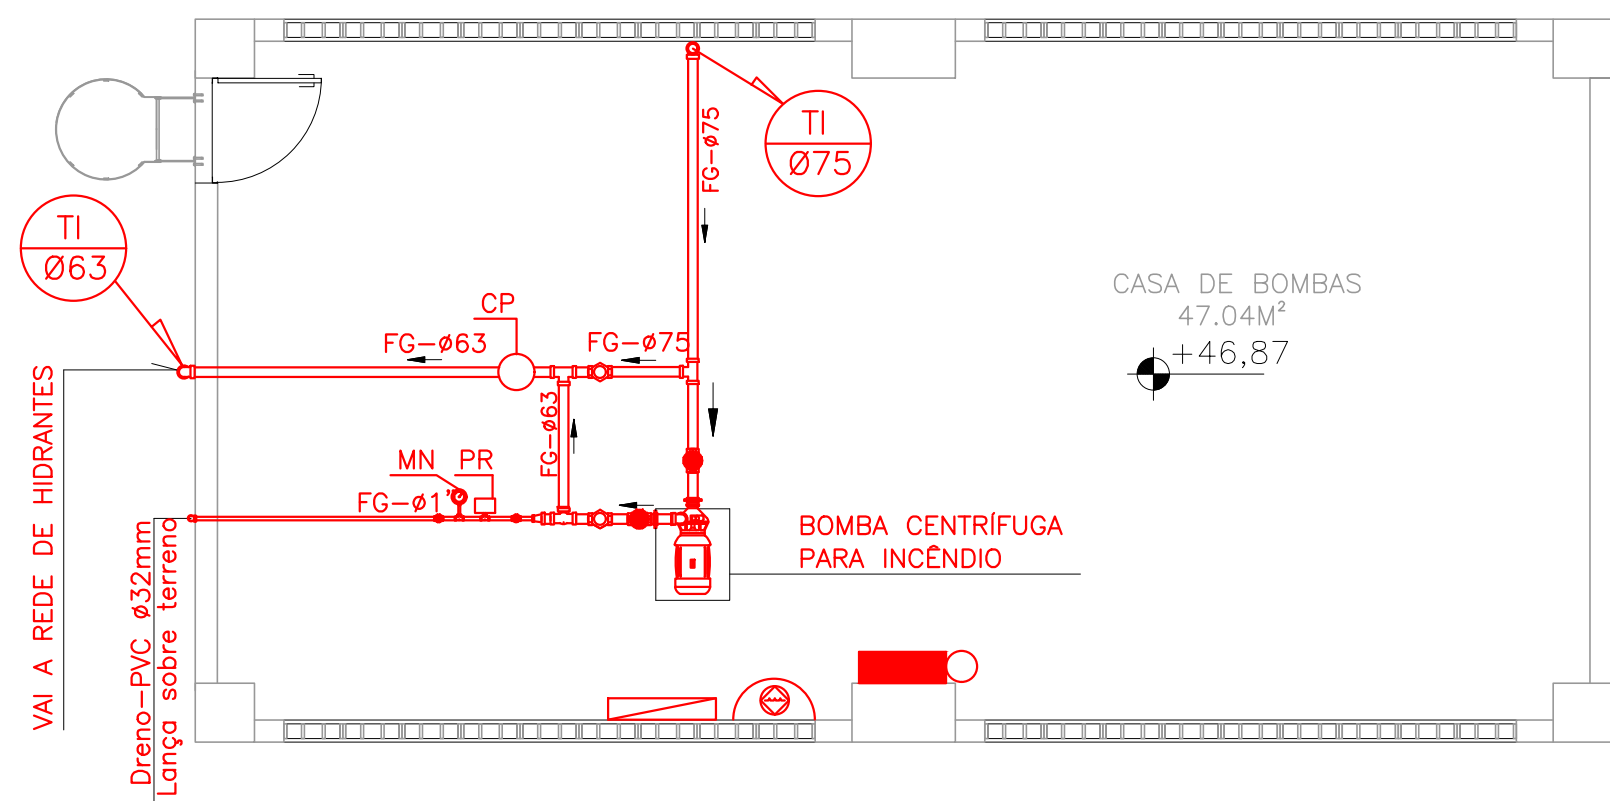 TI
Ø75
FG-ø75
TI
Ø63
CP
FG-ø63
FG-ø75
CASA DE BOMBAS
47.04M²
+46,87
FG-ø63
MN PR
FG-ø1"
BOMBA CENTRÍFUGA
PARA INCÊNDIO
VAI A REDE DE HIDRANTES
Dreno-PVC ø32mm
Lança sobre terreno